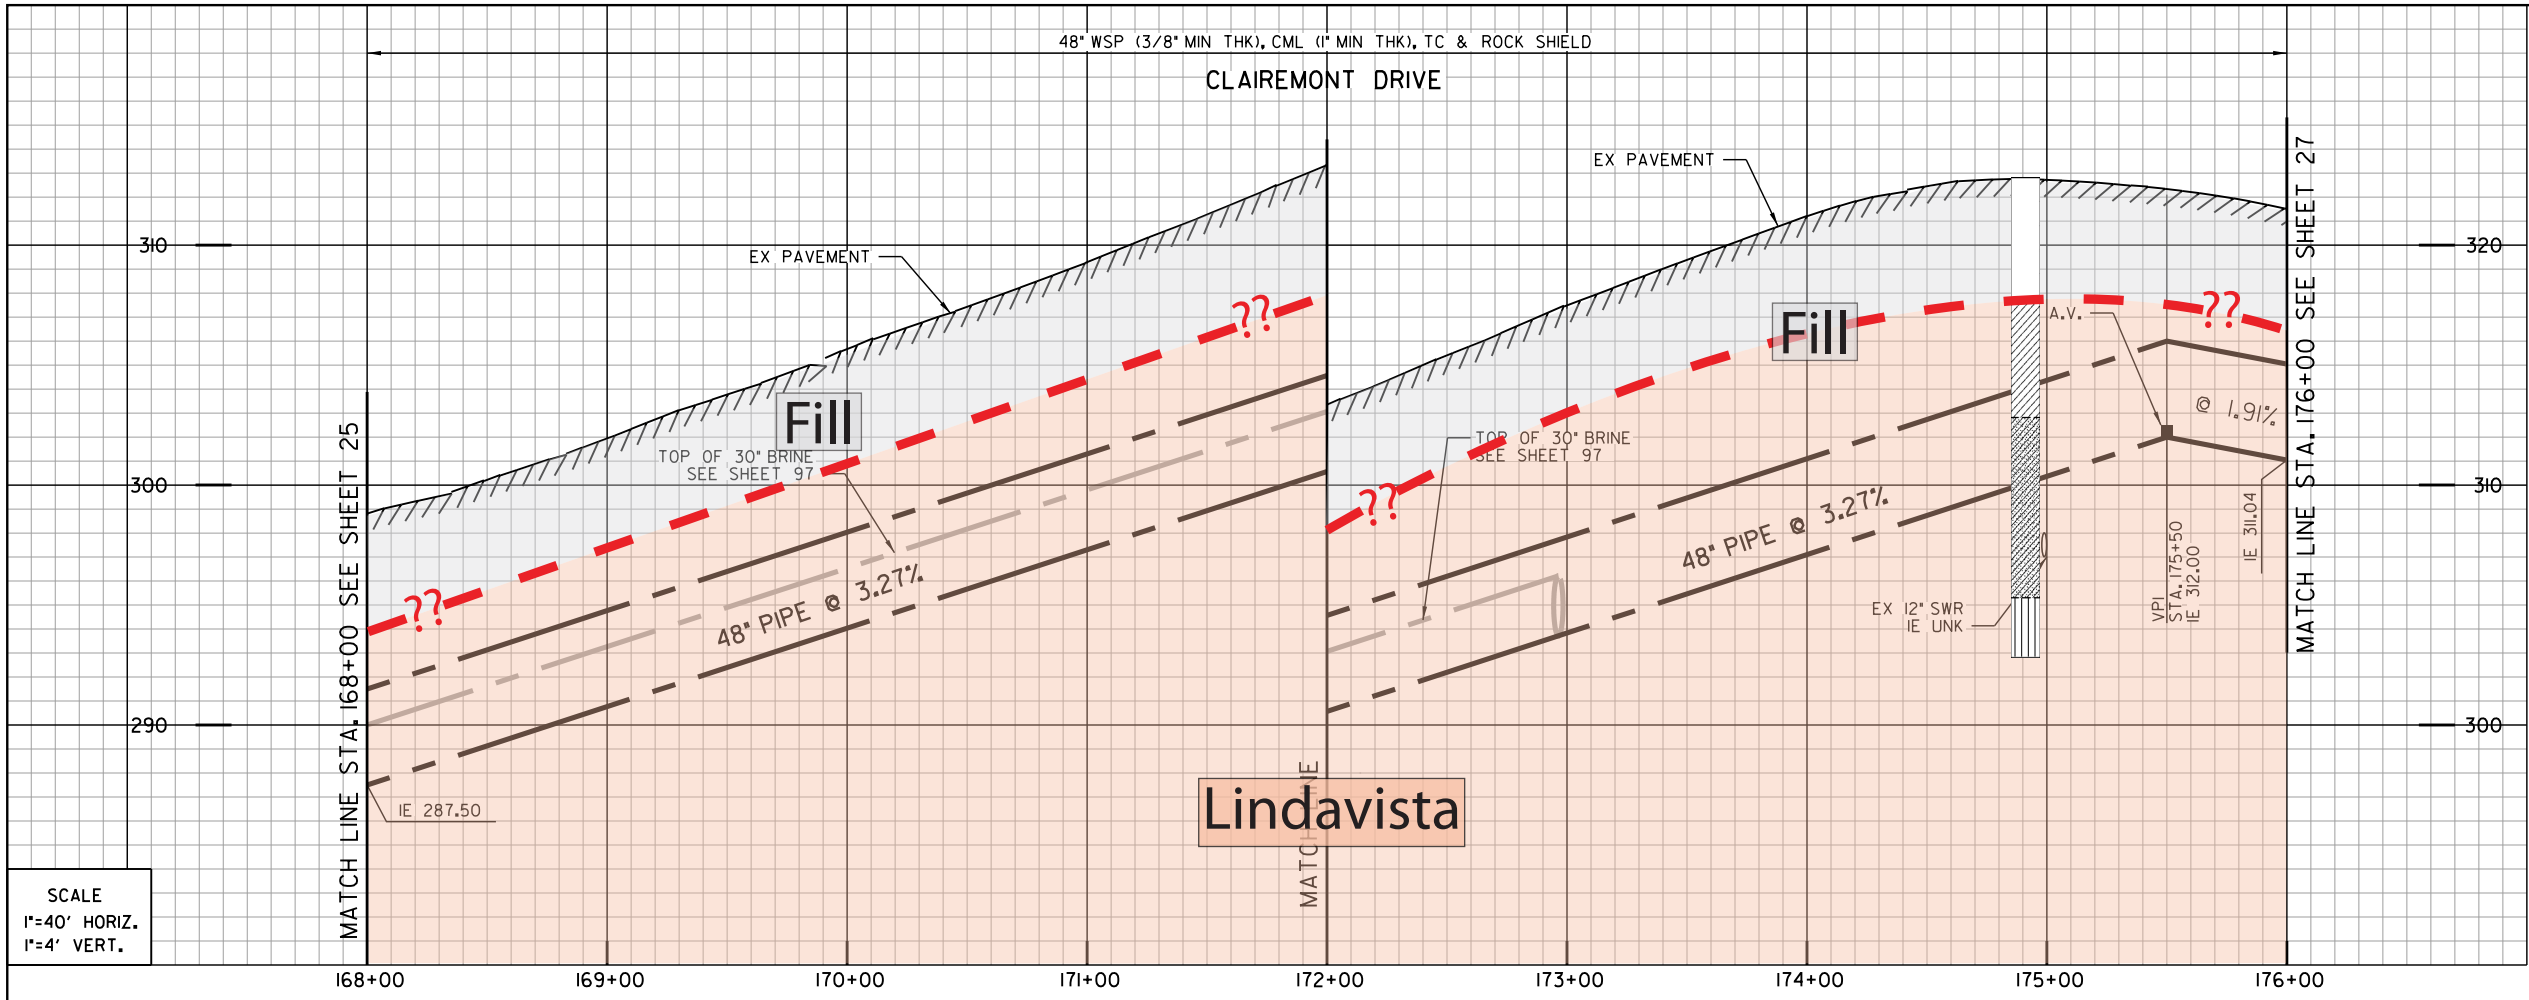 48" WSP (3/8" MIN THK), CML (1" MIN THK), TC & ROCK SHIELD
CLAIREMONT DRIVE
EX PAVEMENT
EX PAVEMENT
310
320
300
310
290
300
MATCH LINE STA. 168+00 SEE SHEET 25
MATCH LINE STA. 176+00 SEE SHEET 27
??
??
??
??
Fill
Fill
TOP OF 30" BRINE
SEE SHEET 97
TOP OF 30" BRINE
SEE SHEET 97
A.V.
@ 1.91%
48" PIPE @ 3.27%
48" PIPE @ 3.27%
EX 12" SWR
IE UNK
VPI
STA. 175+50
IE 312.00
IE 311.04
IE 287.50
Lindavista
MATCH LINE
SCALE
1"=40' HORIZ.
1"=4' VERT.
168+00
169+00
170+00
171+00
172+00
173+00
174+00
175+00
176+00